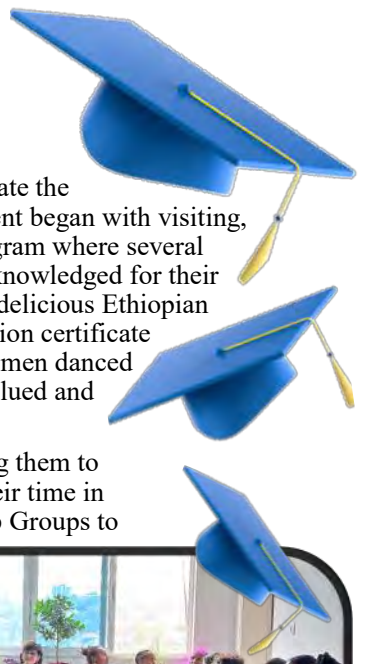 ate the
ent began with visiting,
gram where several
knowledged for their
delicious Ethiopian
ion certificate
men danced
lued and
g them to
eir time in
o Groups to